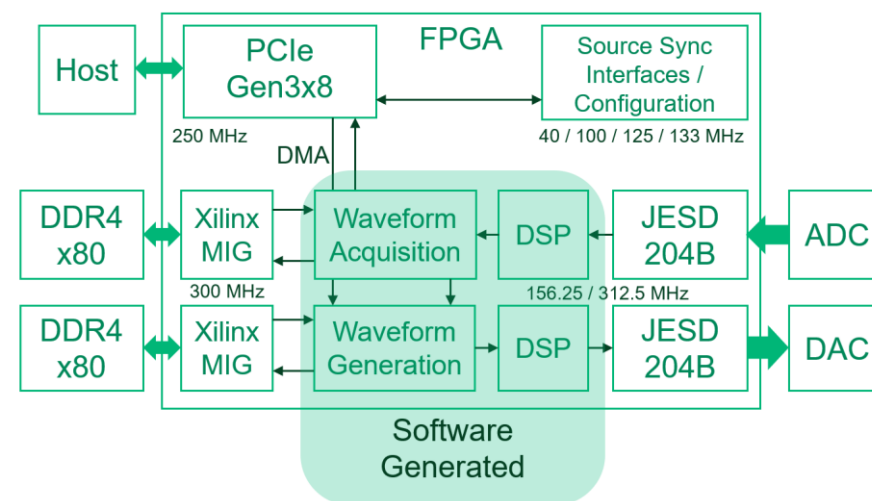 Host
PCIe
Gen3x8
FPGA
Source Sync
Interfaces /
Configuration
250 MHz
40 / 100 / 125 / 133 MHz
DMA
DDR4
x80
Xilinx
MIG
Waveform
Acquisition
DSP
JESD
204B
ADC
300 MHz
156.25 / 312.5 MHz
DDR4
x80
Xilinx
MIG
Waveform
Generation
DSP
JESD
204B
DAC
Software
Generated